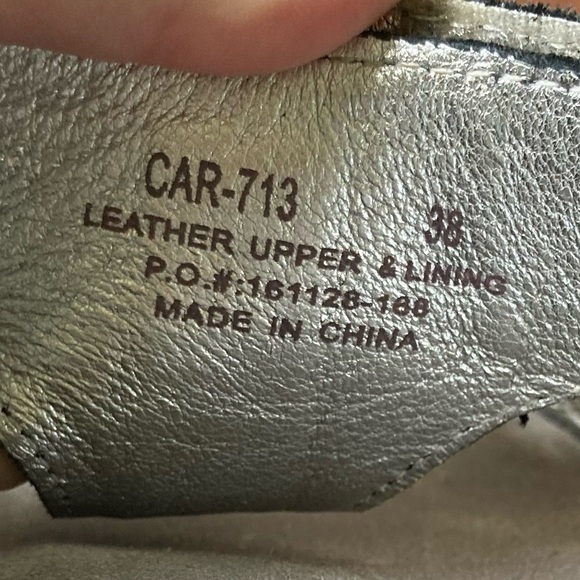 CAR-713 38
LEATHER UPPER & LINING
P.O.#:161128-168
MADE IN CHINA